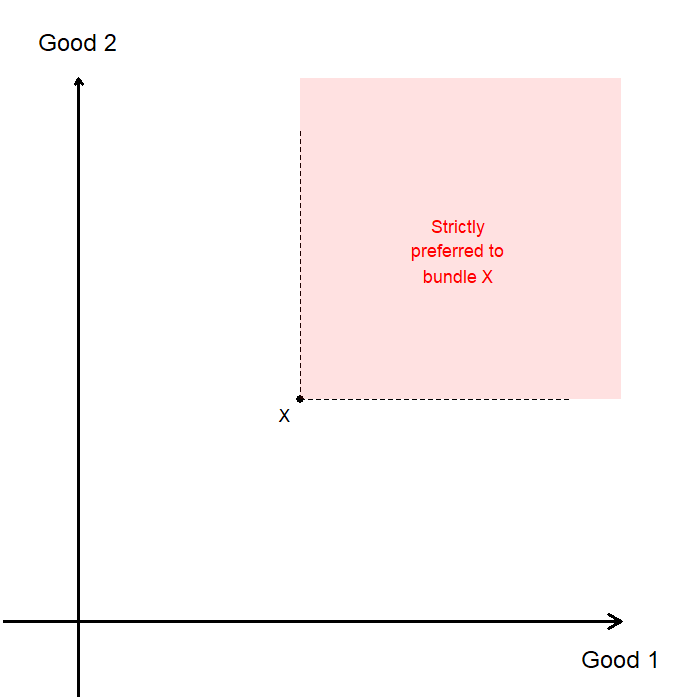 Good 2
Strictly
preferred to
bundle X
X
Good 1